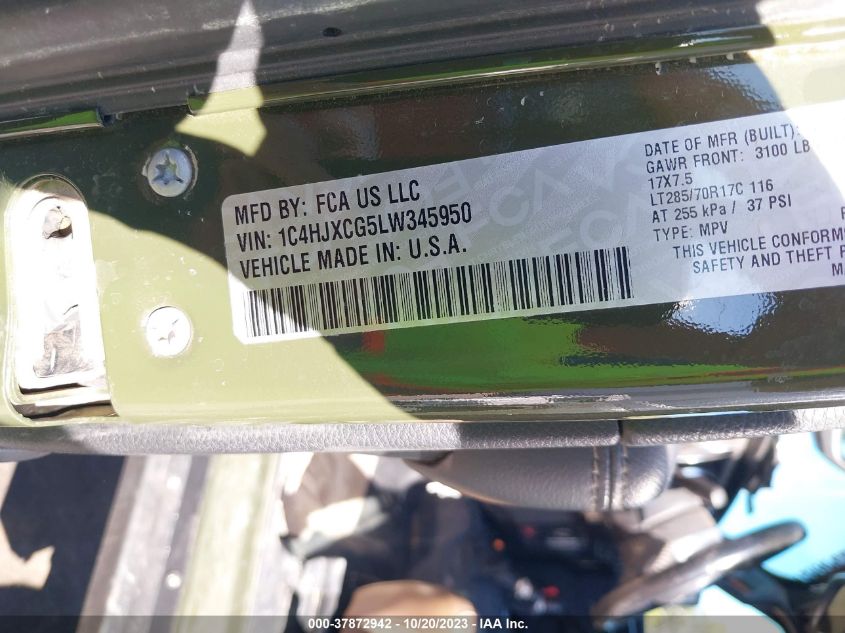 MFD BY: FCA US LLC
VIN: 1C4HJXCG5LW345950
VEHICLE MADE IN: U.S.A.
DATE OF MFR (BUILT):
GAWR FRONT: 3100 LB
17X7.5
LT285/70R17C 116
AT 255 kPa / 37 PSI
TYPE: MPV
THIS VEHICLE CONFORMS
SAFETY AND THEFT
000-37872942 - 10/20/2023 - © IAA Inc.